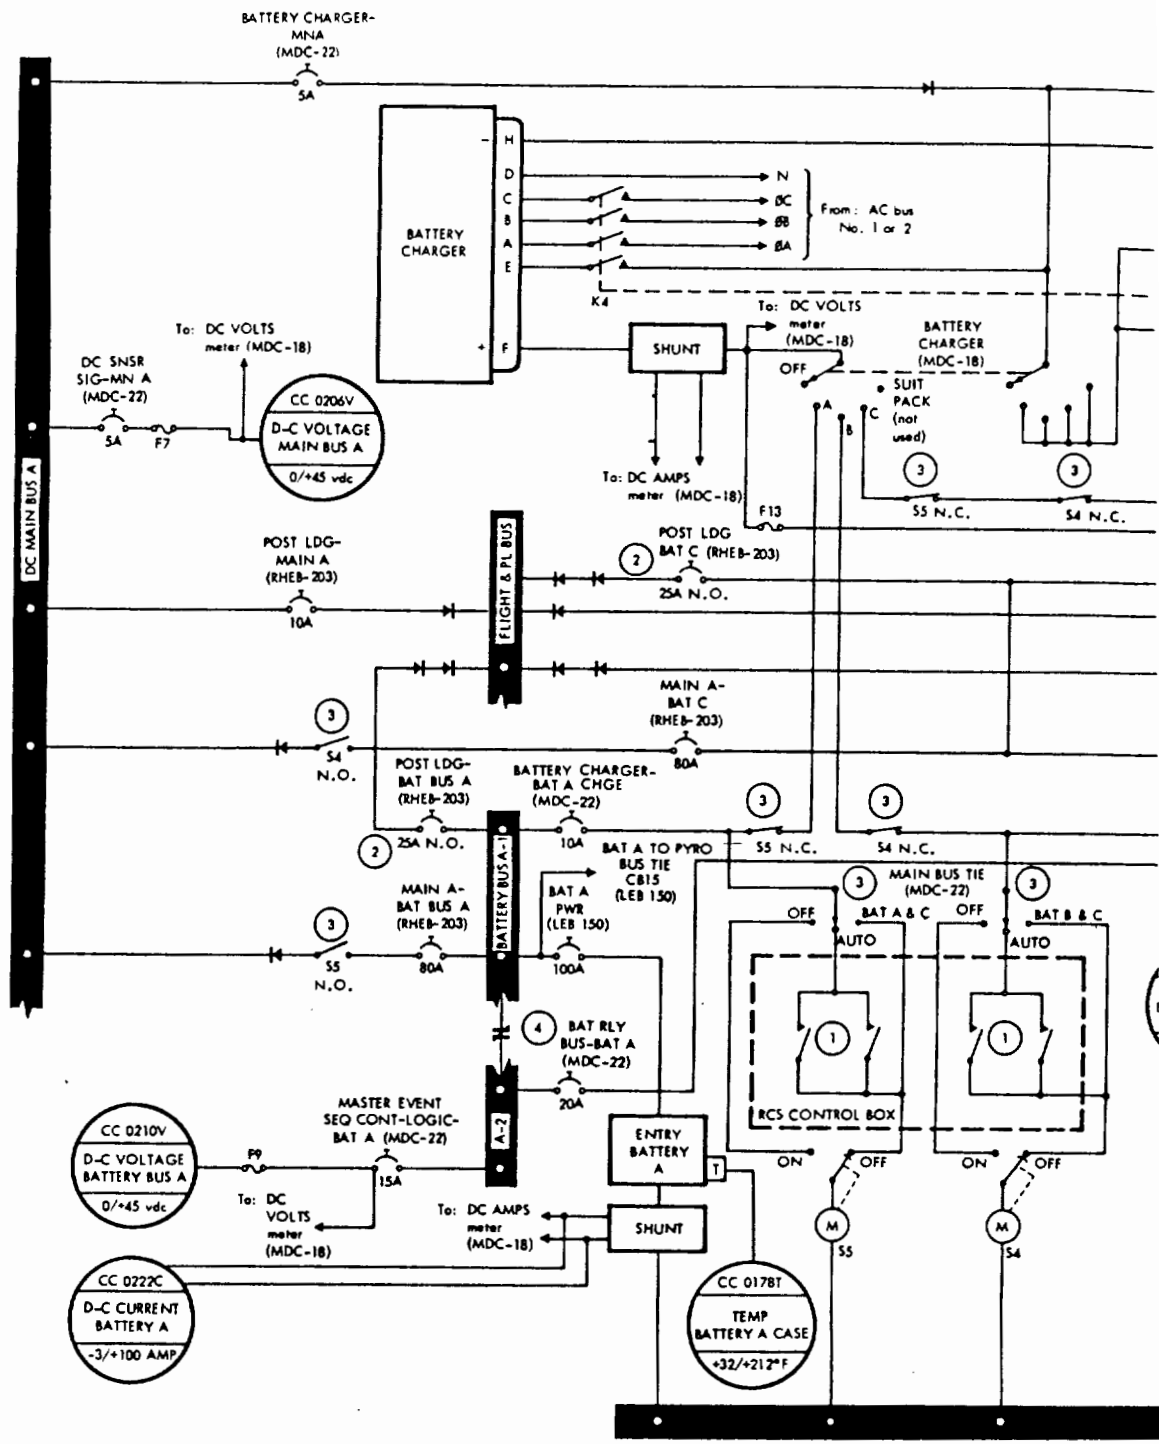 BATTERY CHARGER-
MNA
(MDC-22)
5A
DC MAIN BUS A
BATTERY
CHARGER
-
H
D
C
B
A
E
+
F
N
ØC
ØB
ØA
From: AC bus
No. 1 or 2
K4
To: DC VOLTS
meter (MDC-18)
DC SNSR
SIG-MN A
(MDC-22)
5A
F7
CC 0206V
D-C VOLTAGE
MAIN BUS A
0/+45 vdc
SHUNT
To: DC VOLTS
meter
(MDC-18)
OFF
BATTERY
CHARGER
(MDC-18)
A
B
C
SUIT
PACK
(not
used)
To: DC AMPS
meter (MDC-18)
3
S5 N.C.
3
S4 N.C.
F13
POST LDG-
MAIN A
(RHEB-203)
10A
FLIGHT & PL BUS
2
POST LDG
BAT C (RHEB-203)
25A N.O.
MAIN A-
BAT C
(RHEB-203)
80A
3
S4
N.O.
POST LDG-
BAT BUS A
(RHEB-203)
25A N.O.
2
BATTERY CHARGER-
BAT A CHGE
(MDC-22)
10A
3
S5 N.C.
3
S4 N.C.
BATTERY BUS A-1
BAT A TO PYRO
BUS TIE
CB15
(LEB 150)
MAIN A-
BAT BUS A
(RHEB-203)
80A
3
S5
N.O.
BAT A
PWR
(LEB 150)
100A
3
MAIN BUS TIE
(MDC-22)
3
OFF
BAT A & C
AUTO
OFF
BAT B & C
AUTO
1
1
RCS CONTROL BOX
4
BAT RLY
BUS-BAT A
(MDC-22)
20A
A-2
MASTER EVENT
SEQ CONT-LOGIC-
BAT A (MDC-22)
15A
CC 0210V
D-C VOLTAGE
BATTERY BUS A
0/+45 vdc
F9
To: DC
VOLTS
meter
(MDC-18)
ENTRY
BATTERY
A
T
To: DC AMPS
meter
(MDC-18)
SHUNT
ON
OFF
M
S5
ON
OFF
M
S4
CC 0222C
D-C CURRENT
BATTERY A
-3/+100 AMP
CC 0178T
TEMP
BATTERY A CASE
+32/+212°F